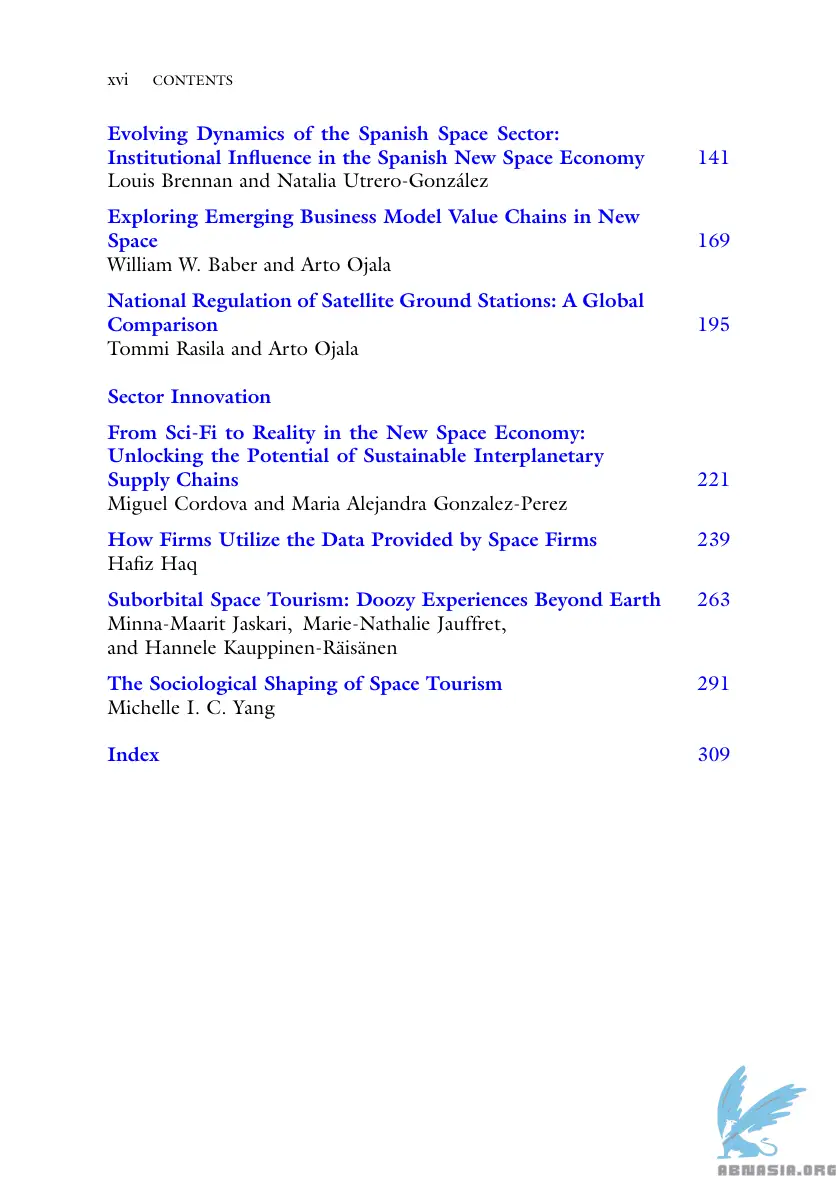 xvi CONTENTS
Evolving Dynamics of the Spanish Space Sector:
Institutional Influence in the Spanish New Space Economy 141
Louis Brennan and Natalia Utrero-González
Exploring Emerging Business Model Value Chains in New
Space 169
William W. Baber and Arto Ojala
National Regulation of Satellite Ground Stations: A Global
Comparison 195
Tommi Rasila and Arto Ojala
Sector Innovation
From Sci-Fi to Reality in the New Space Economy:
Unlocking the Potential of Sustainable Interplanetary
Supply Chains 221
Miguel Cordova and Maria Alejandra Gonzalez-Perez
How Firms Utilize the Data Provided by Space Firms 239
Hafiz Haq
Suborbital Space Tourism: Doozy Experiences Beyond Earth 263
Minna-Maarit Jaskari, Marie-Nathalie Jauffret,
and Hannele Kauppinen-Räisänen
The Sociological Shaping of Space Tourism 291
Michelle I. C. Yang
Index 309
ABNASIA.ORG